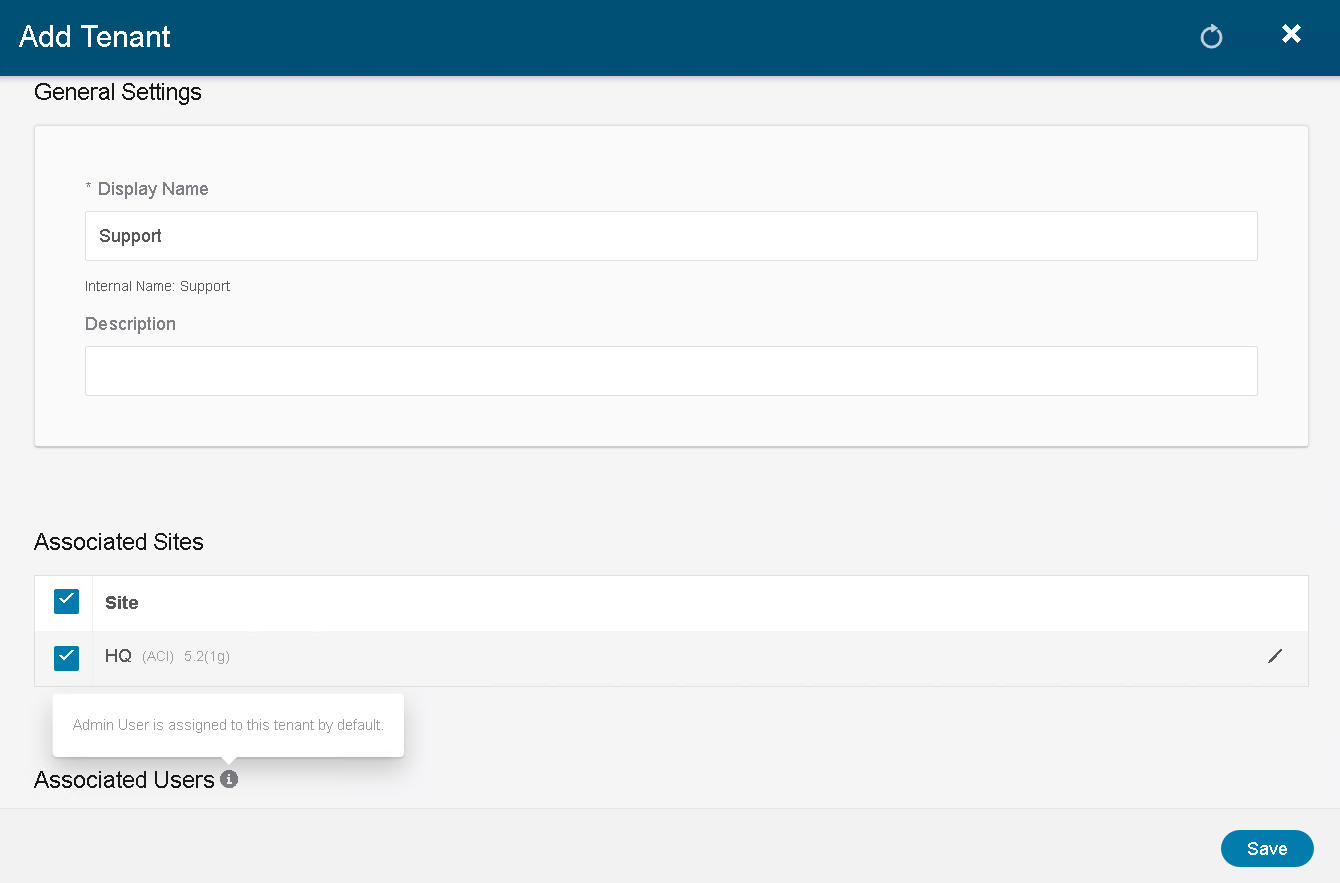 Add Tenant
General Settings
* Display Name
Support
Internal Name: Support
Description
Associated Sites
Site
HQ (ACI) 5.2(1g)
Admin User is assigned to this tenant by default.
Associated Users
Save